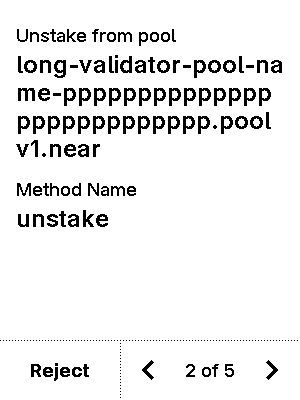 Unstake from pool
long-validator-pool-na
me-pppppppppppppp
ppppppppppppp.pool
v1.near
Method Name
unstake
Reject
2 of 5